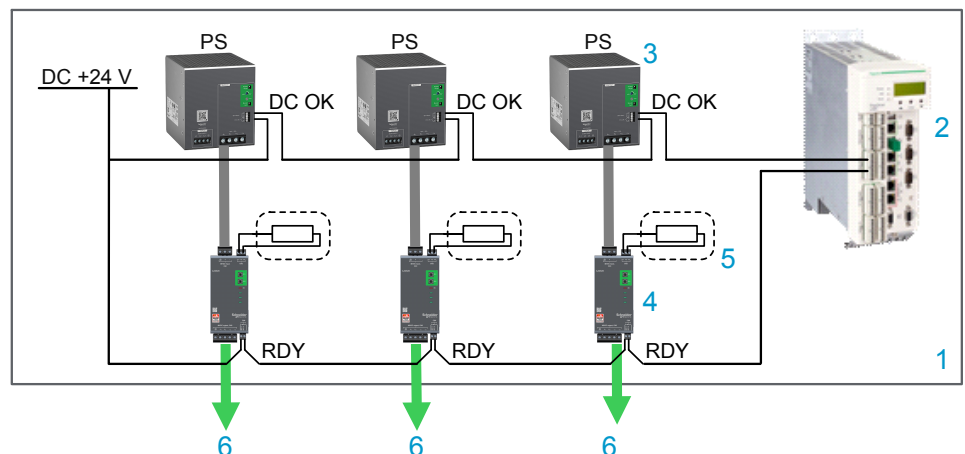 PS PS PS 3
DC +24 V
DC OK DC OK DC OK
2
5
4
RDY RDY RDY
1
6 6 6